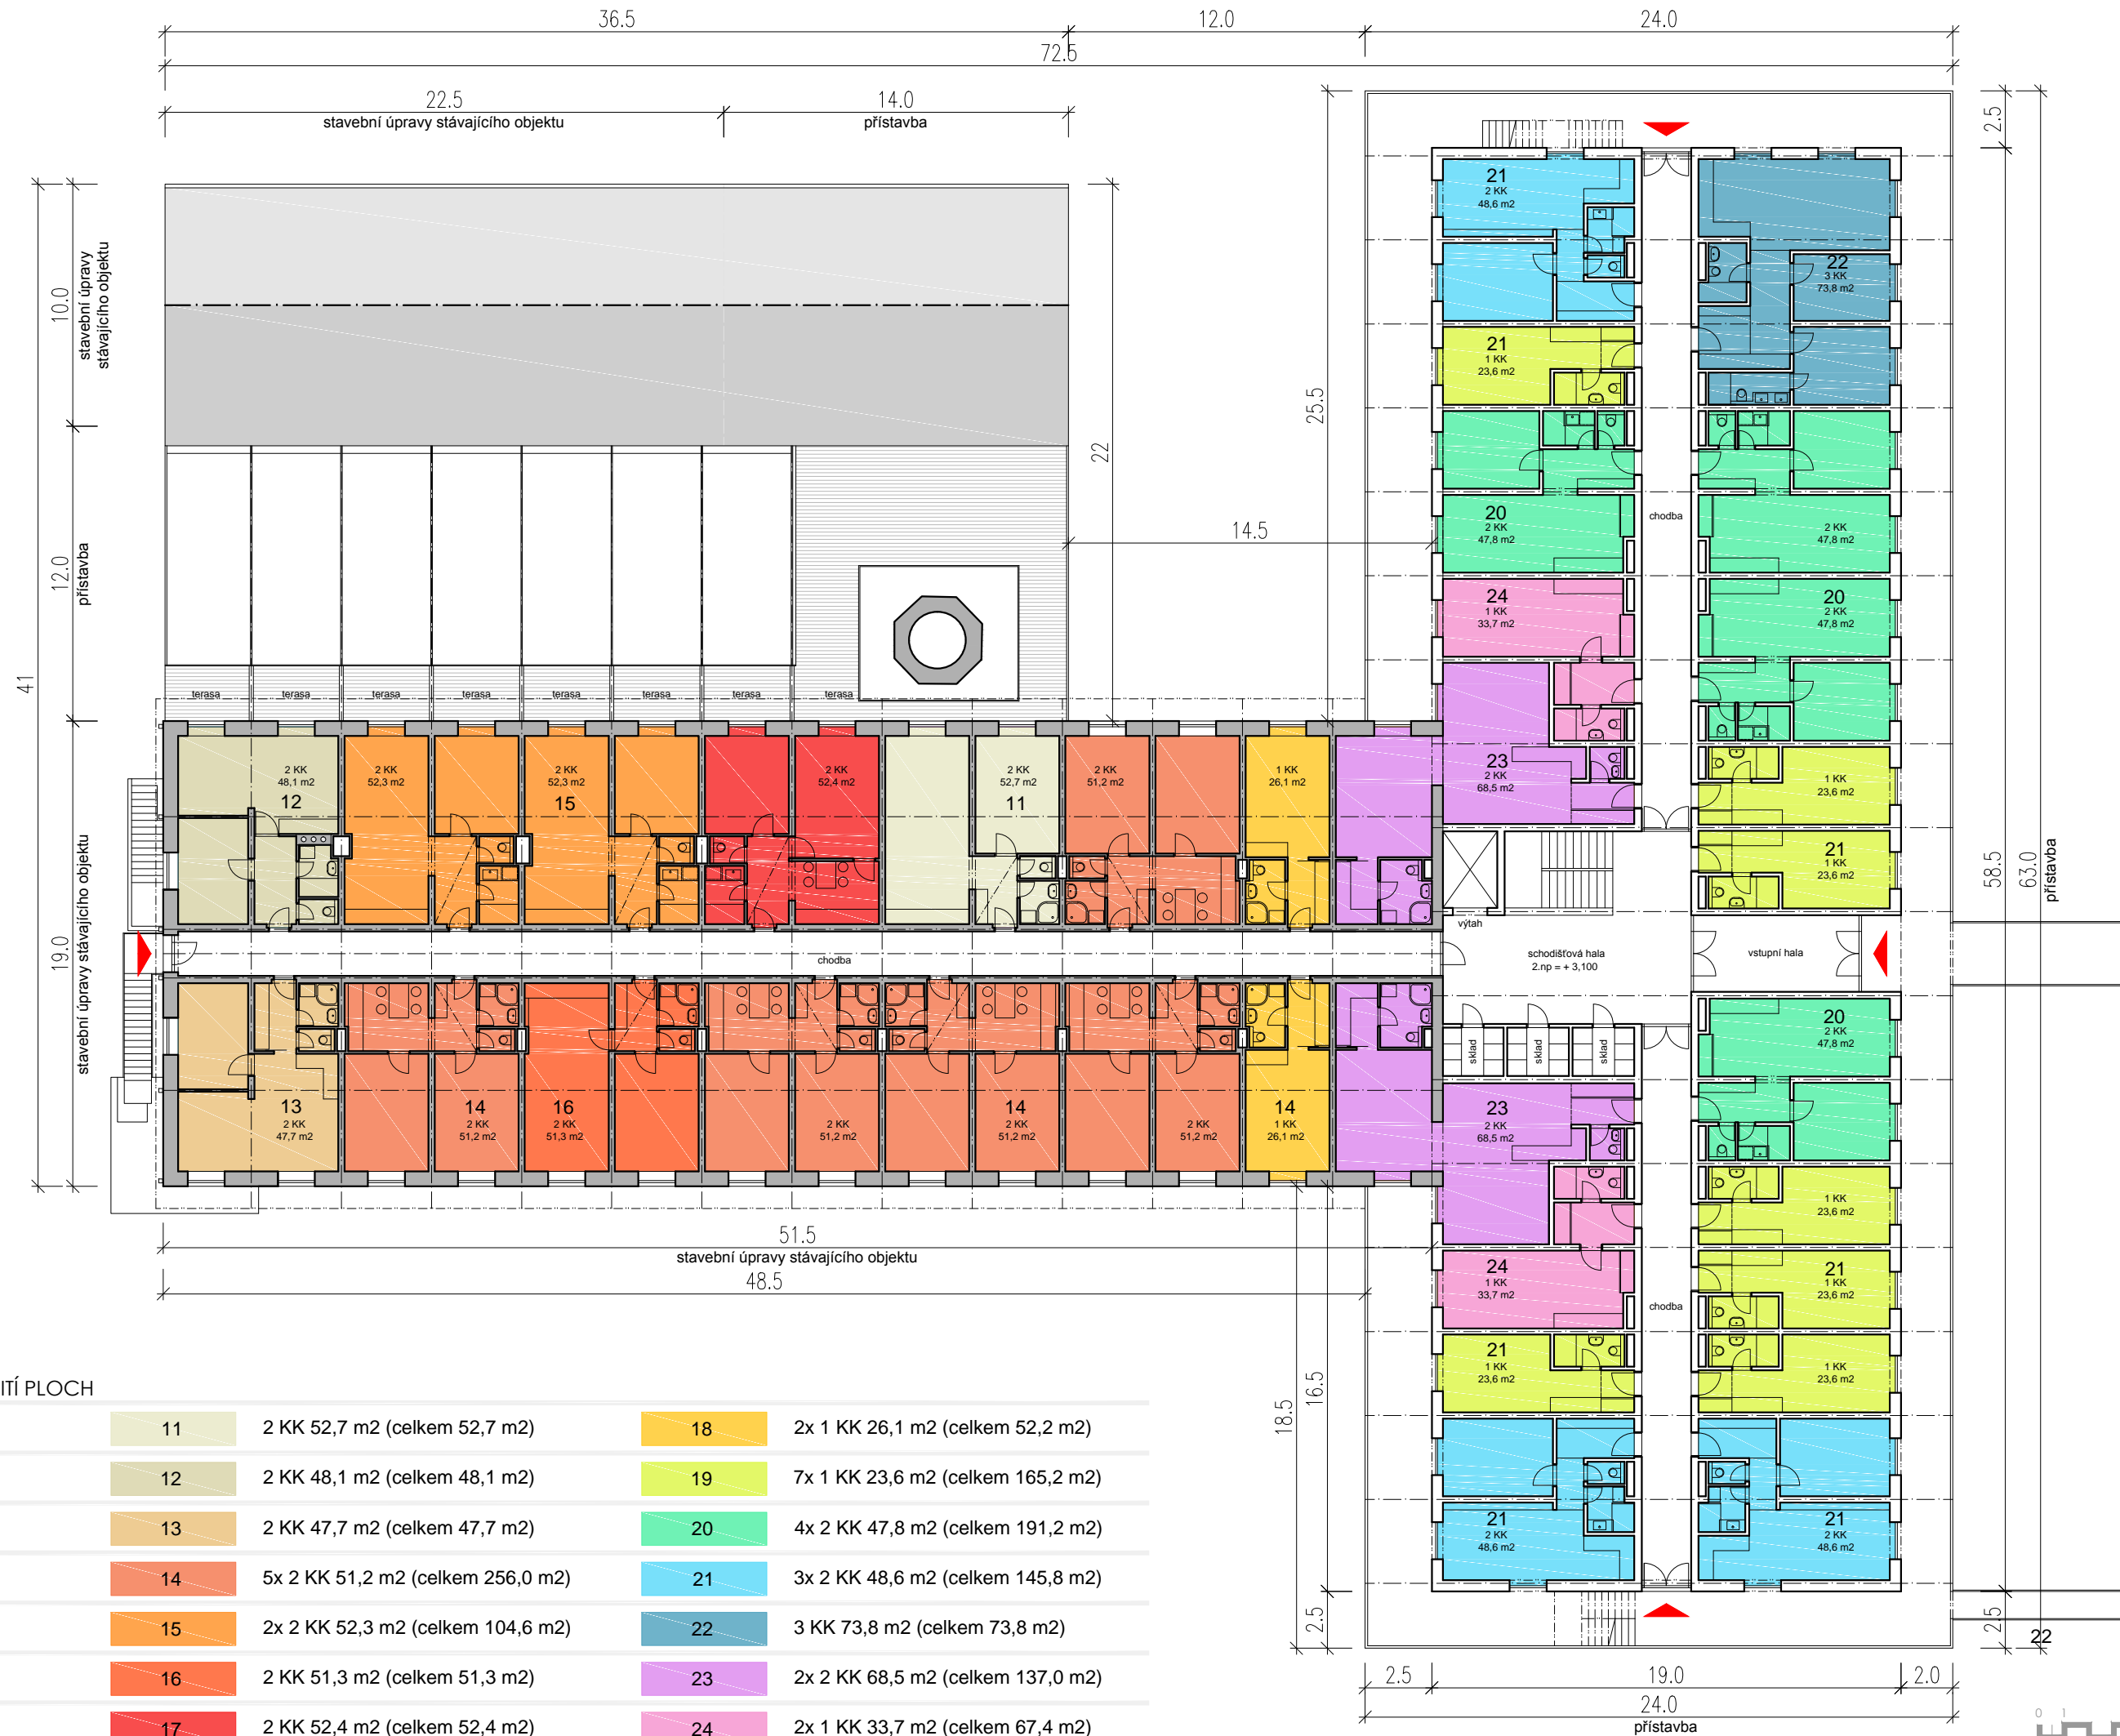 36.5
12.0
24.0
72.5
22.5
stavební úpravy stávajícího objektu
14.0
přístavba
41
10.0
stavební úpravy
stávajícího objektu
12.0
přístavba
19.0
stavební úpravy stávajícího objektu
22
14.5
25.5
2.5
58.5
63.0
přístavba
2.5
terasa
terasa
terasa
terasa
terasa
terasa
terasa
terasa
2 KK
48,1 m2
12
2 KK
52,3 m2
2 KK
52,3 m2
15
2 KK
52,4 m2
2 KK
52,7 m2
11
2 KK
51,2 m2
1 KK
26,1 m2
chodba
13
2 KK
47,7 m2
14
2 KK
51,2 m2
16
2 KK
51,3 m2
2 KK
51,2 m2
14
2 KK
51,2 m2
2 KK
51,2 m2
14
1 KK
26,1 m2
21
2 KK
48,6 m2
22
3 KK
73,8 m2
21
1 KK
23,6 m2
20
2 KK
47,8 m2
chodba
2 KK
47,8 m2
24
1 KK
33,7 m2
20
2 KK
47,8 m2
23
2 KK
68,5 m2
1 KK
23,6 m2
21
1 KK
23,6 m2
výtah
schodišťová hala
2.np = + 3,100
vstupní hala
sklad
sklad
sklad
20
2 KK
47,8 m2
23
2 KK
68,5 m2
1 KK
23,6 m2
24
1 KK
33,7 m2
chodba
21
1 KK
23,6 m2
21
1 KK
23,6 m2
1 KK
23,6 m2
21
2 KK
48,6 m2
21
2 KK
48,6 m2
51.5
stavební úpravy stávajícího objektu
48.5
18.5
16.5
2.5
22
2.5
19.0
2.0
24.0
přístavba
0 1
ITÍ PLOCH
11 2 KK 52,7 m2 (celkem 52,7 m2)
18 2x 1 KK 26,1 m2 (celkem 52,2 m2)
12 2 KK 48,1 m2 (celkem 48,1 m2)
19 7x 1 KK 23,6 m2 (celkem 165,2 m2)
13 2 KK 47,7 m2 (celkem 47,7 m2)
20 4x 2 KK 47,8 m2 (celkem 191,2 m2)
14 5x 2 KK 51,2 m2 (celkem 256,0 m2)
21 3x 2 KK 48,6 m2 (celkem 145,8 m2)
15 2x 2 KK 52,3 m2 (celkem 104,6 m2)
22 3 KK 73,8 m2 (celkem 73,8 m2)
16 2 KK 51,3 m2 (celkem 51,3 m2)
23 2x 2 KK 68,5 m2 (celkem 137,0 m2)
17 2 KK 52,4 m2 (celkem 52,4 m2)
24 2x 1 KK 33,7 m2 (celkem 67,4 m2)